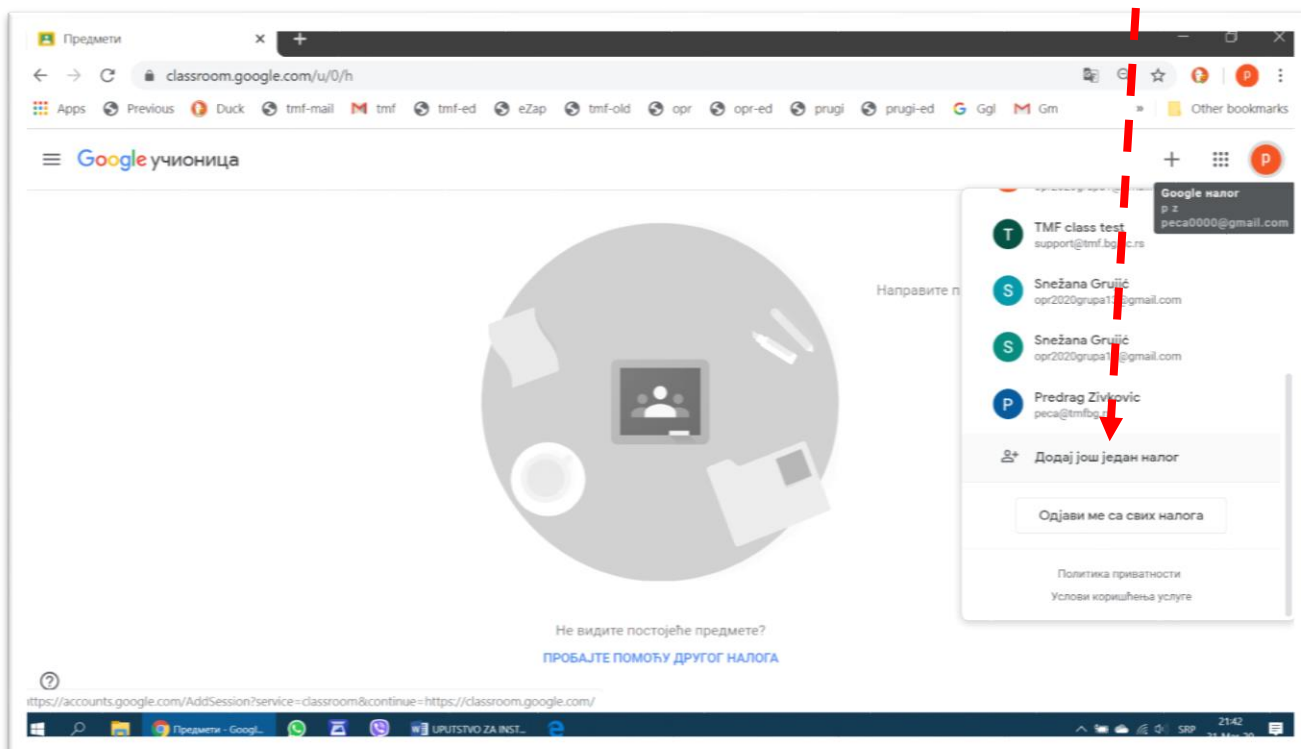 Предмети
classroom.google.com/u/0/h
Apps Previous Duck tmf-mail tmf tmf-ed eZap tmf-old opr opr-ed prugi prugi-ed Ggl Gm » Other bookmarks
Google учионица
P
Google налог
p z
peca0000@gmail.com
T TMF class test
support@tmf.bg
Направите
S Snežana Grujić
S Snežana Grujić
P Predrag Zivkovic
Додај још један налог
Одјави ме са свих налога
Политика приватности
Услови коришћења услуге
Не видите постојеће предмете?
ПРОБАЈТЕ ПОМОЋУ ДРУГОГ НАЛОГА
ttps://accounts.google.com/AddSession?service=classroom&continue=https://classroom.google.com/
Предмети - Googl... UPUTSTVO ZA INST... SRP 21:42